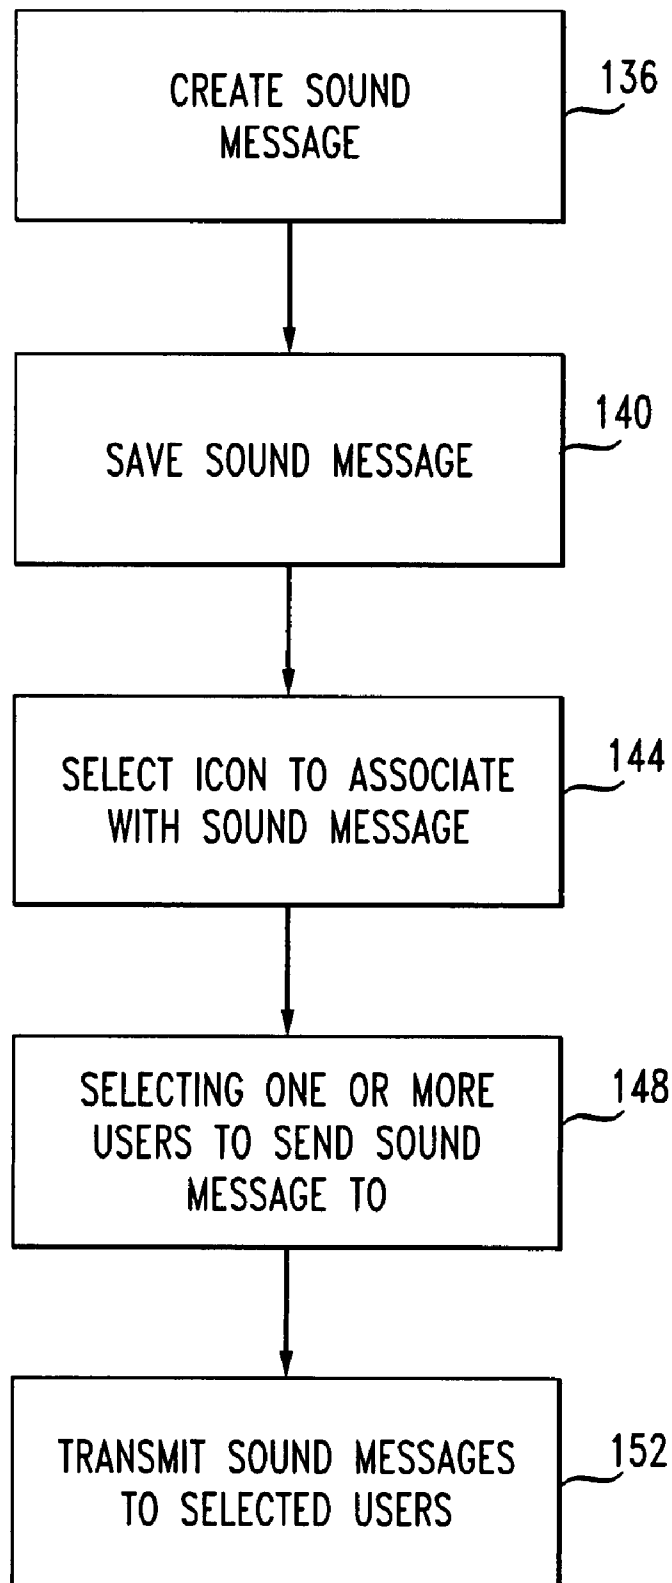 CREATE SOUND
MESSAGE
136
SAVE SOUND MESSAGE
140
SELECT ICON TO ASSOCIATE
WITH SOUND MESSAGE
144
SELECTING ONE OR MORE
USERS TO SEND SOUND
MESSAGE TO
148
TRANSMIT SOUND MESSAGES
TO SELECTED USERS
152